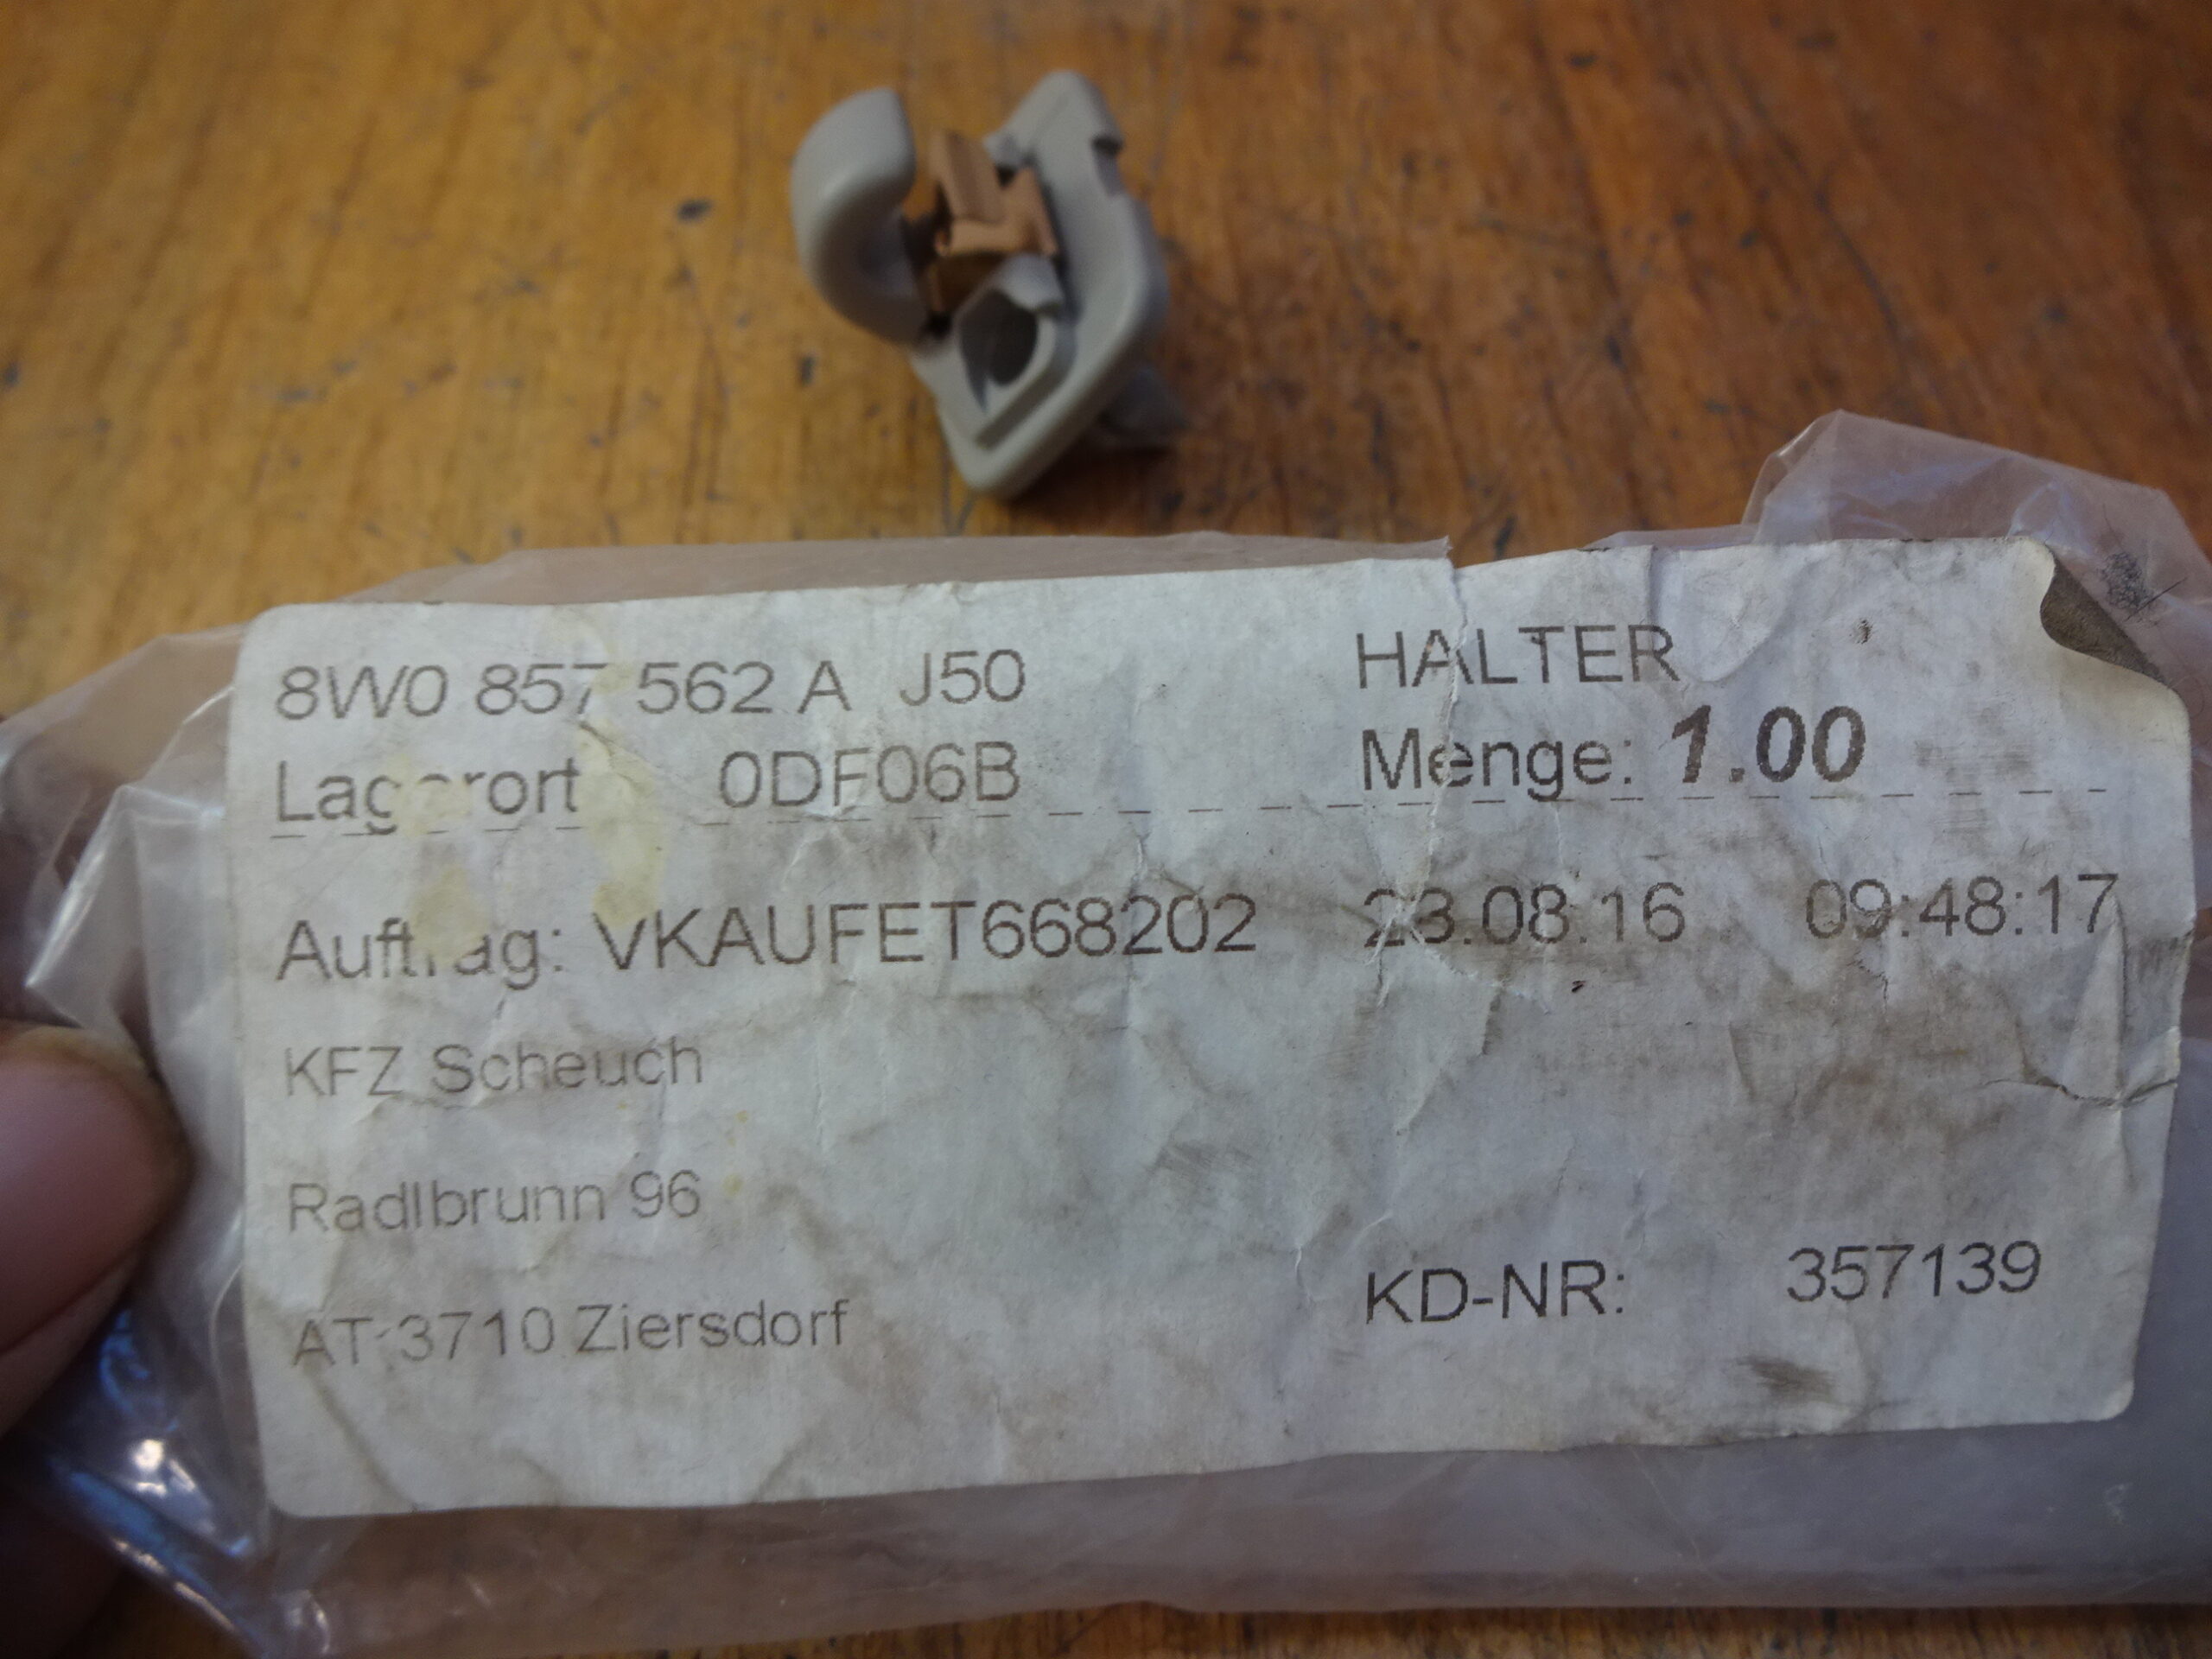 8W0 857 562 A J50 HALTER
Lagerort 0DF06B Menge: 1.00
Auftrag: VKAUFET668202 23.08.16 09:48:17
KFZ Scheuch
Radlbrunn 96
AT 3710 Ziersdorf KD-NR: 357139